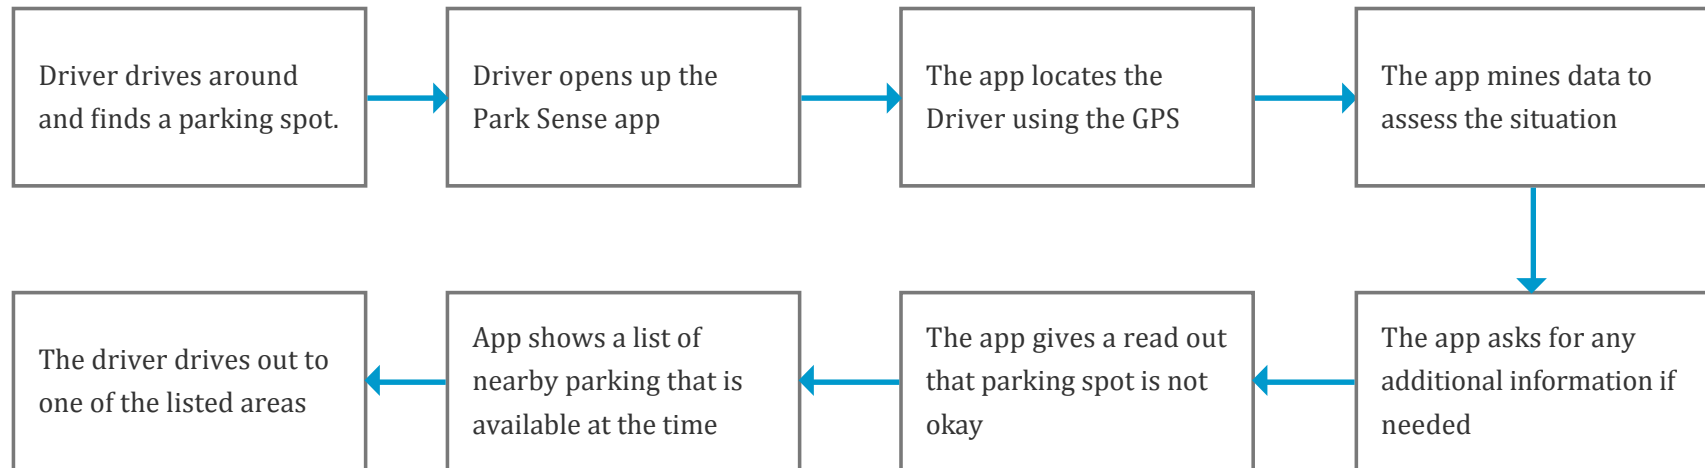 Driver drives around
and finds a parking spot.
Driver opens up the
Park Sense app
The app locates the
Driver using the GPS
The app mines data to
assess the situation
The app asks for any
additional information if
needed
The app gives a read out
that parking spot is not
okay
App shows a list of
nearby parking that is
available at the time
The driver drives out to
one of the listed areas